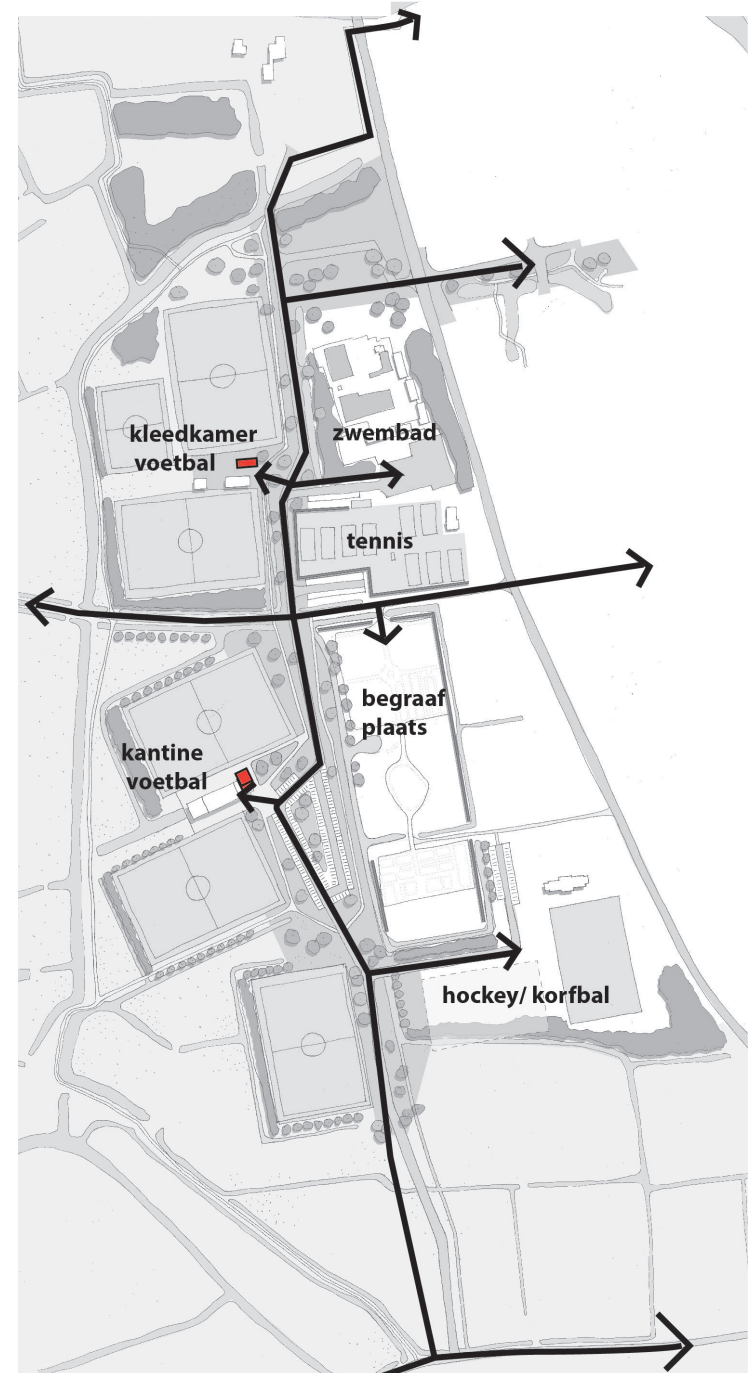 kleedkamer
voetbal
zwembad
tennis
begraaf
plaats
kantine
voetbal
hockey/ korfbal